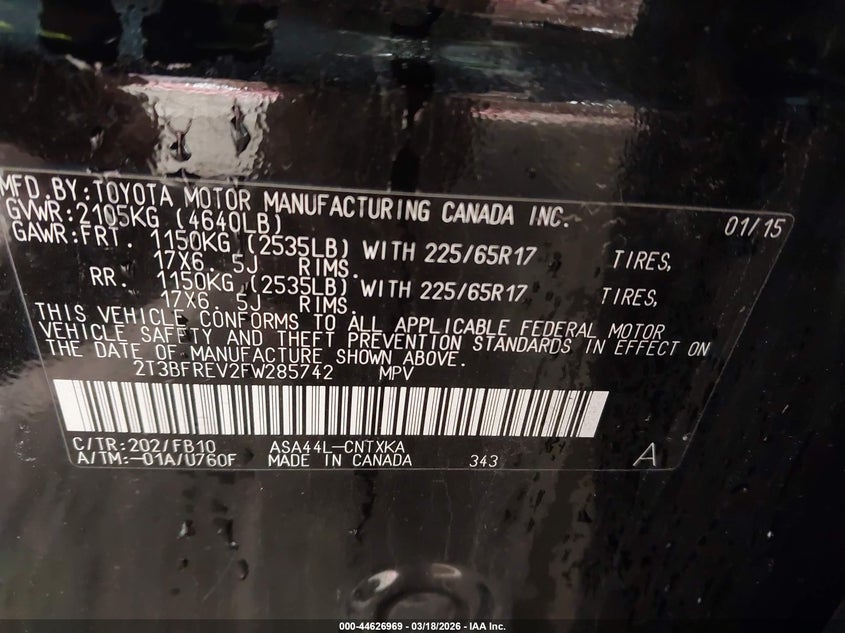 MFD.BY:TOYOTA MOTOR MANUFACTURING CANADA INC. 01/15
GVWR:2105KG (4640LB)
GAWR:FRT. 1150KG (2535LB) WITH 225/65R17 TIRES,
17X6. 5J RIMS.
RR. 1150KG (2535LB) WITH 225/65R17 TIRES,
17X6. 5J RIMS.
THIS VEHICLE CONFORMS TO ALL APPLICABLE FEDERAL MOTOR
VEHICLE SAFETY AND THEFT PREVENTION STANDARDS IN EFFECT ON
THE DATE OF MANUFACTURE SHOWN ABOVE.
2T3BFREV2FW285742 MPV
C/TR:202/FB10 ASA44L-CNTXKA
A/TM:-01A/U760F MADE IN CANADA 343 A
000-44626969 — 03/18/2026 — IAA Inc.